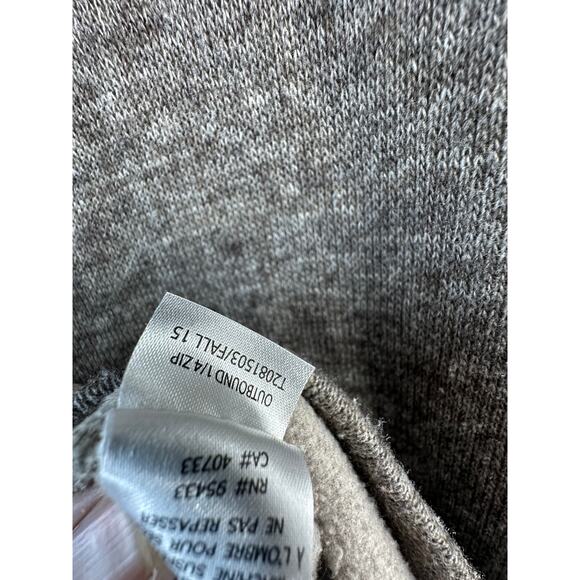 OUTBOUND 1/4 ZIP
T2081503/FALL 15
À L'OMBRE POUR
NE PAS REPASSER
RN# 95433
CA# 40733